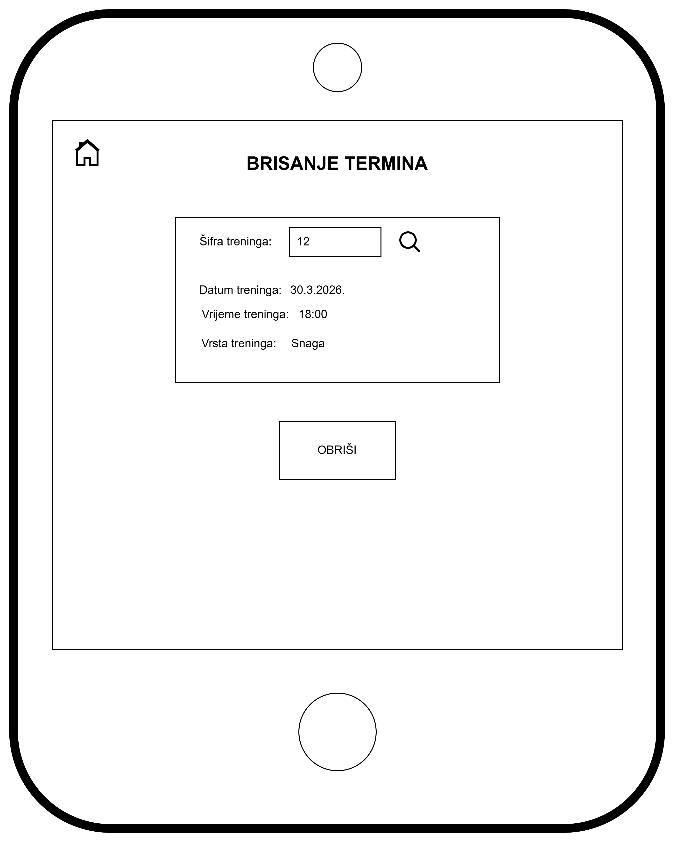 BRISANJE TERMINA
Šifra treninga: 12
Datum treninga: 30.3.2026.
Vrijeme treninga: 18:00
Vrsta treninga: Snaga
OBRIŠI